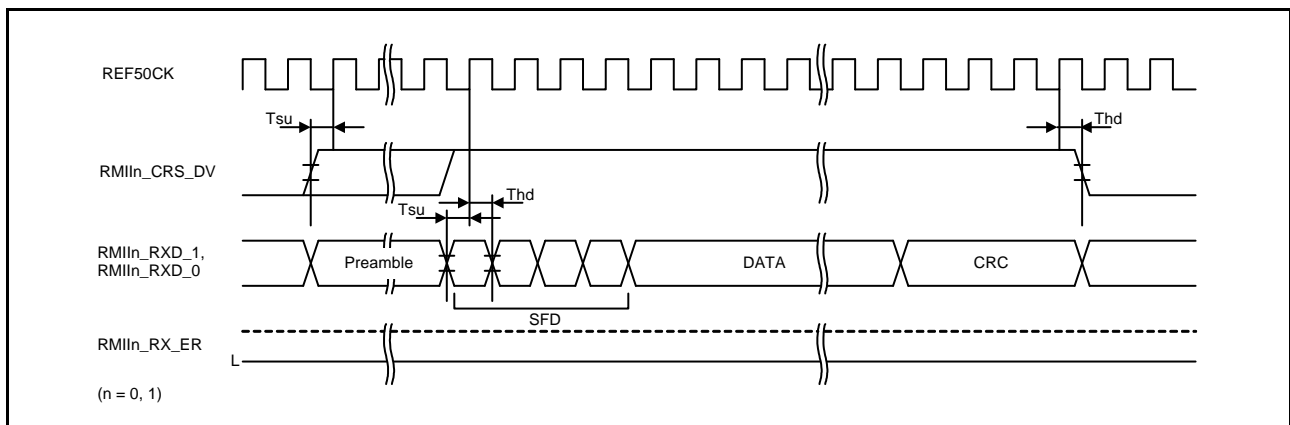 REF50CK
Tsu
Thd
RMIIn_CRS_DV
Tsu
Thd
RMIIn_RXD_1,
RMIIn_RXD_0
Preamble
DATA
CRC
SFD
RMIIn_RX_ER
L
(n = 0, 1)